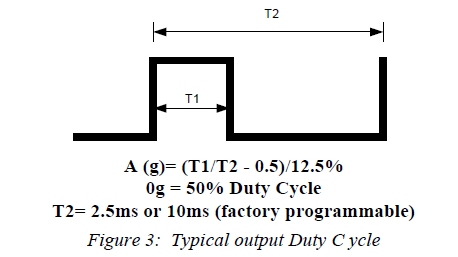 T2
T1
A (g)= (T1/T2 - 0.5)/12.5%
0g = 50% Duty Cycle
T2= 2.5ms or 10ms (factory programmable)
Figure 3:  Typical output Duty C ycle